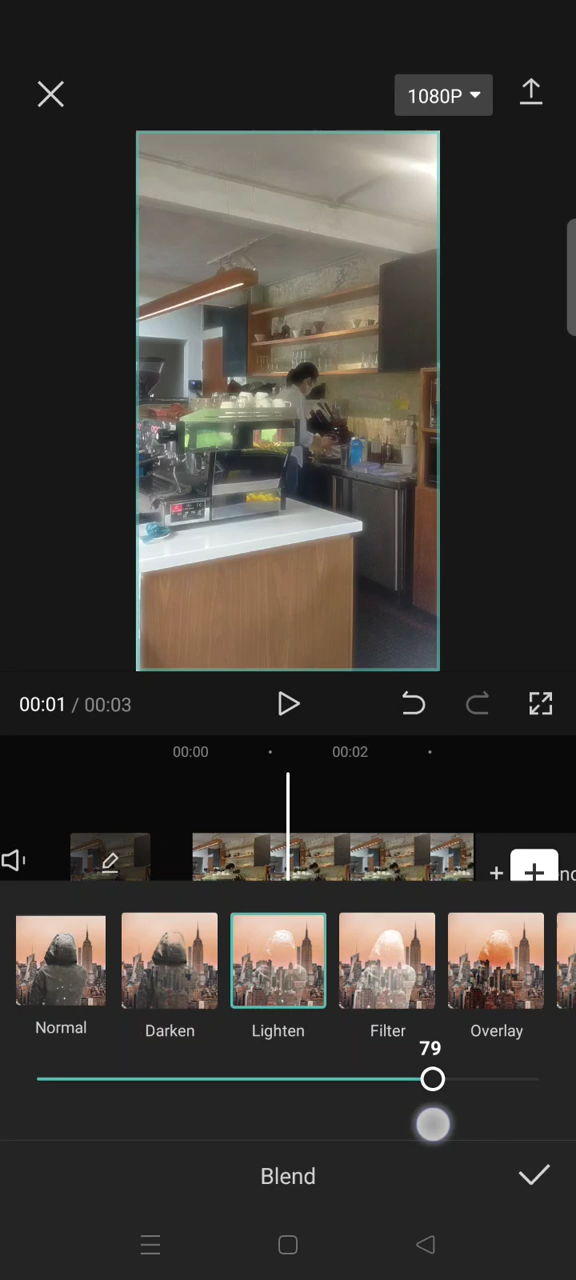 1080P
00:01 / 00:03
00:00
00:02
Normal
Darken
Lighten
Filter
Overlay
79
Blend